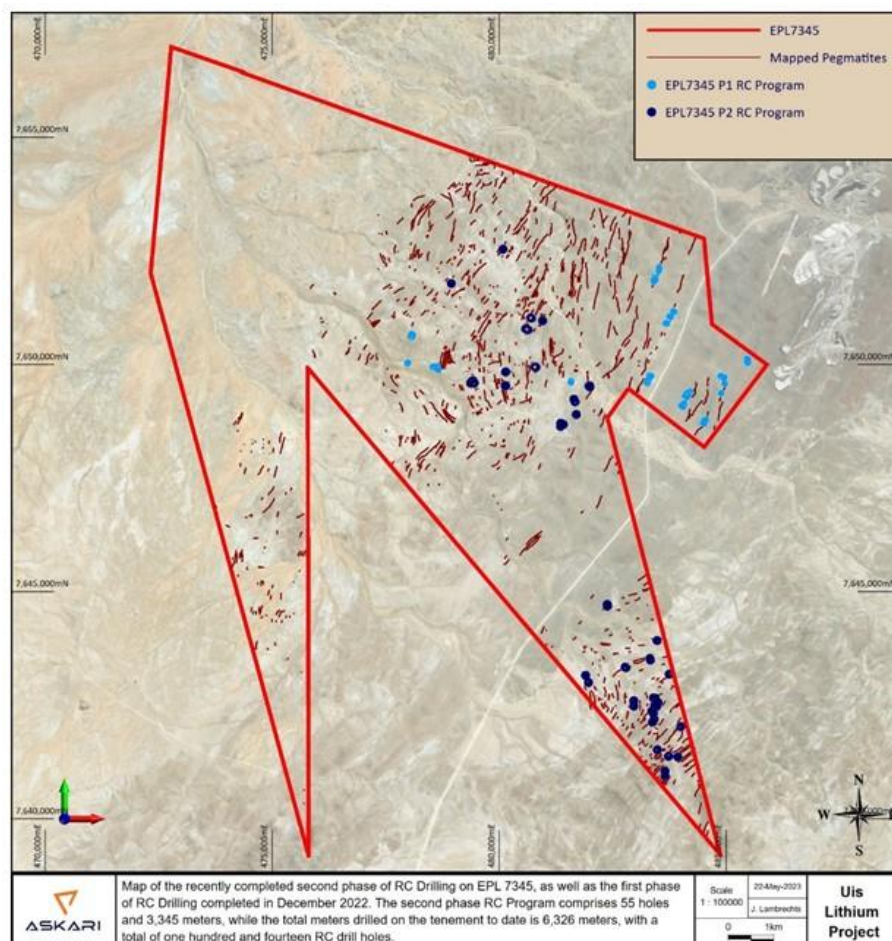 470,000mE
475,000mE
480,000mE
EPL7345
Mapped Pegmatites
EPL7345 P1 RC Program
EPL7345 P2 RC Program
7,655,000mN
7,650,000mN
7,650,000mN
7,645,000mN
7,645,000mN
7,640,000mN
N
W
S
470,000mE
475,000mE
480,000mE
ASKARI
Map of the recently completed second phase of RC Drilling on EPL 7345, as well as the first phase
of RC Drilling completed in December 2022. The second phase RC Program comprises 55 holes
and 3,345 meters, while the total meters drilled on the tenement to date is 6,326 meters, with a
total of one hundred and fourteen RC drill holes.
Scale
1 : 100000
0 1km
22-May-2023
J. Lambrechts
Uis
Lithium
Project